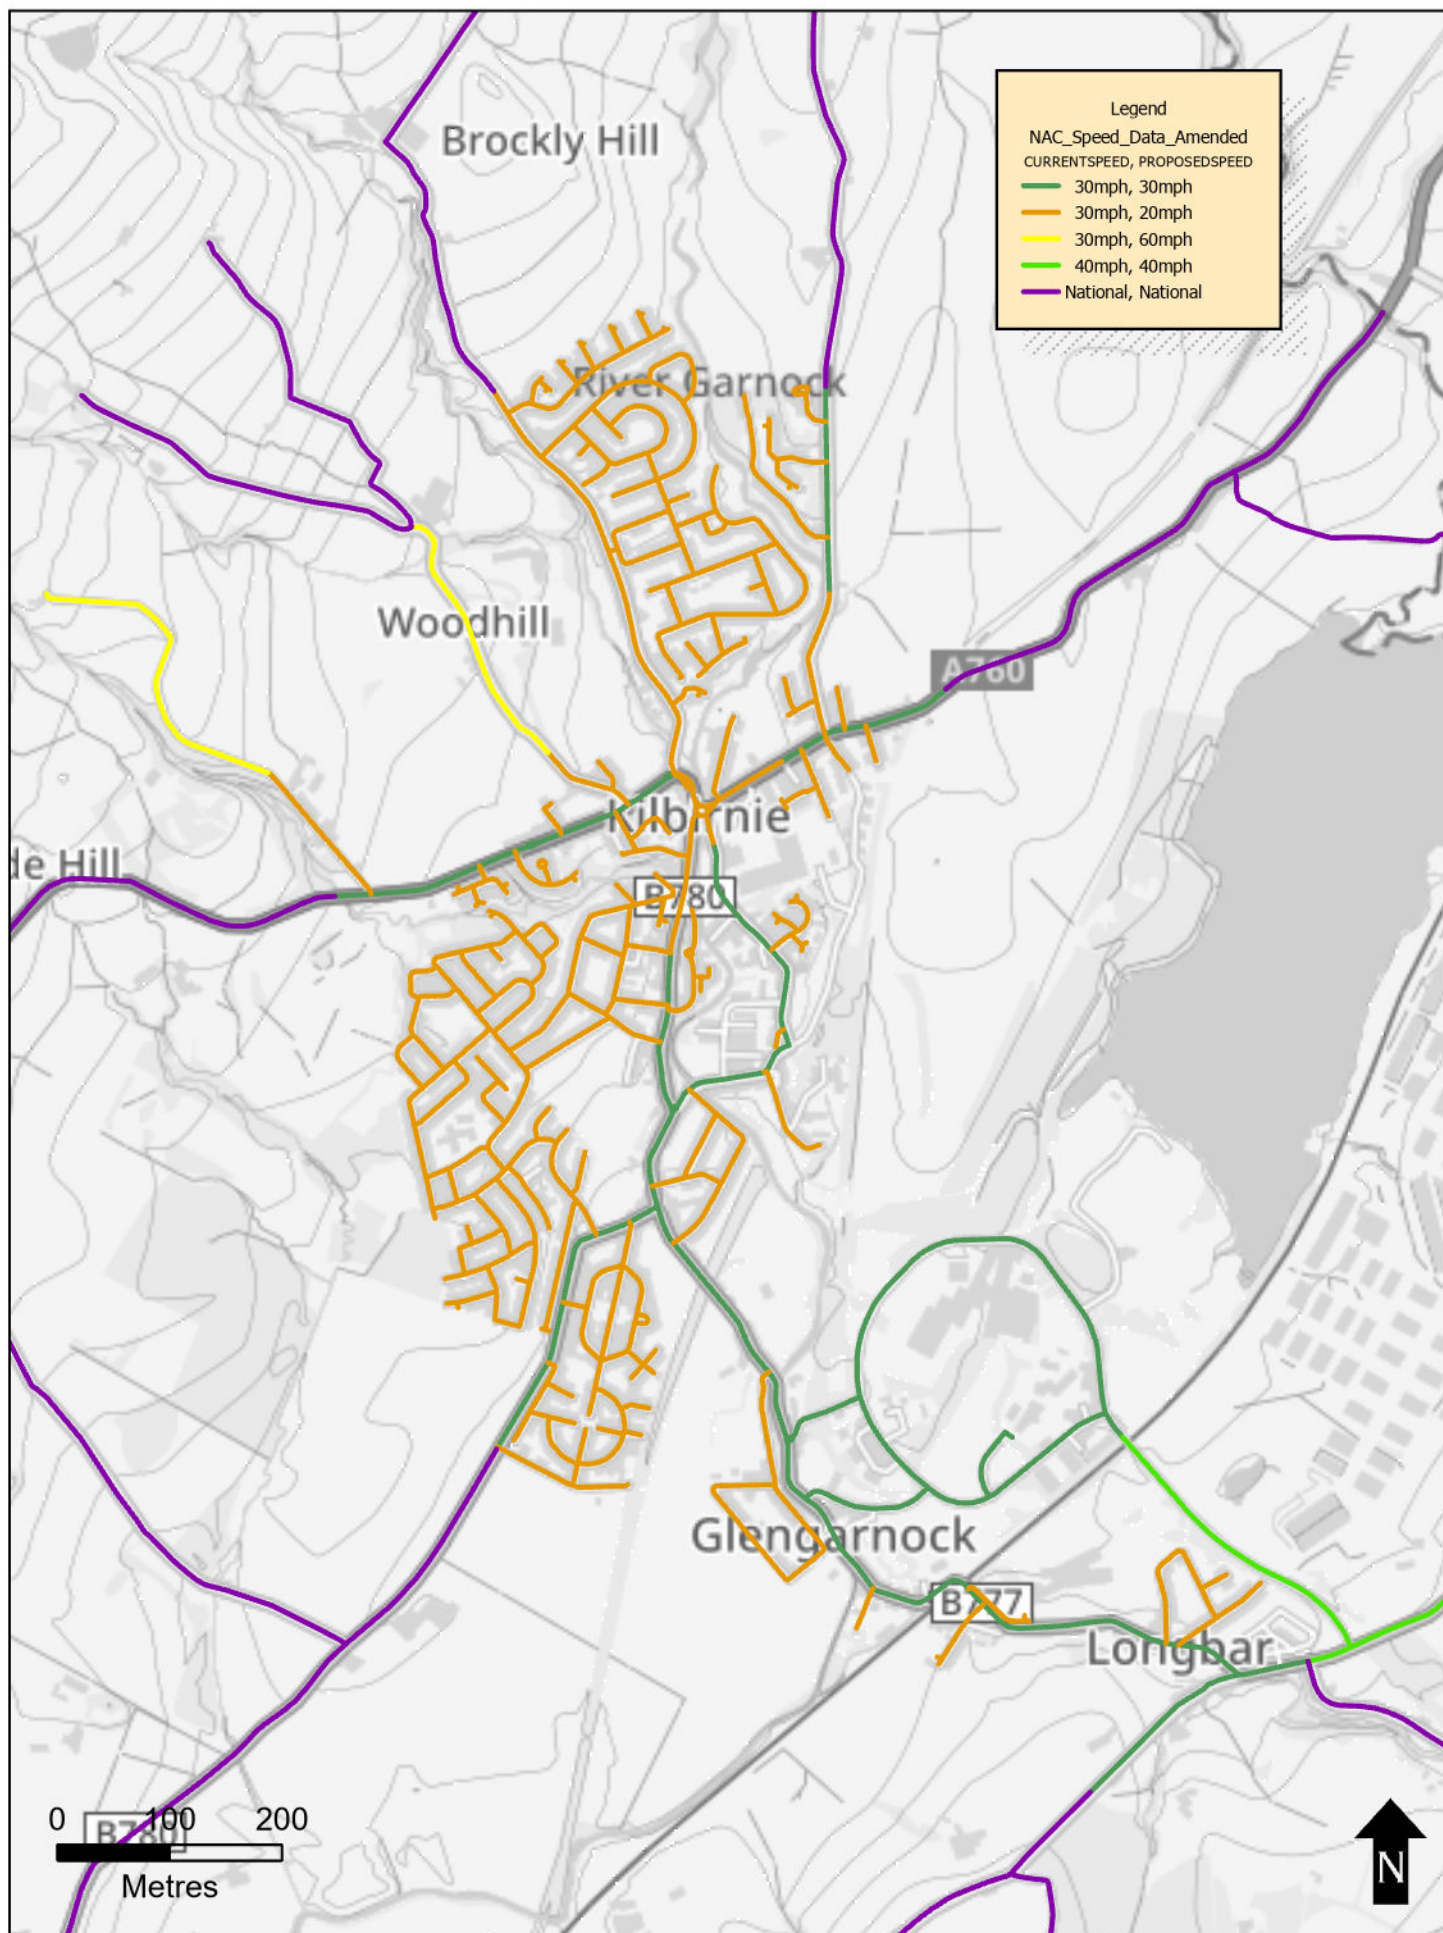 Brockly Hill
Legend
NAC_Speed_Data_Amended
CURRENTSPEED, PROPOSEDSPEED
30mph, 30mph
30mph, 20mph
30mph, 60mph
40mph, 40mph
National, National
River Garnock
Woodhill
A760
Kilbirnie
de Hill
B780
Glengarnock
B777
Longbar
0 100 200
B780
Metres
N